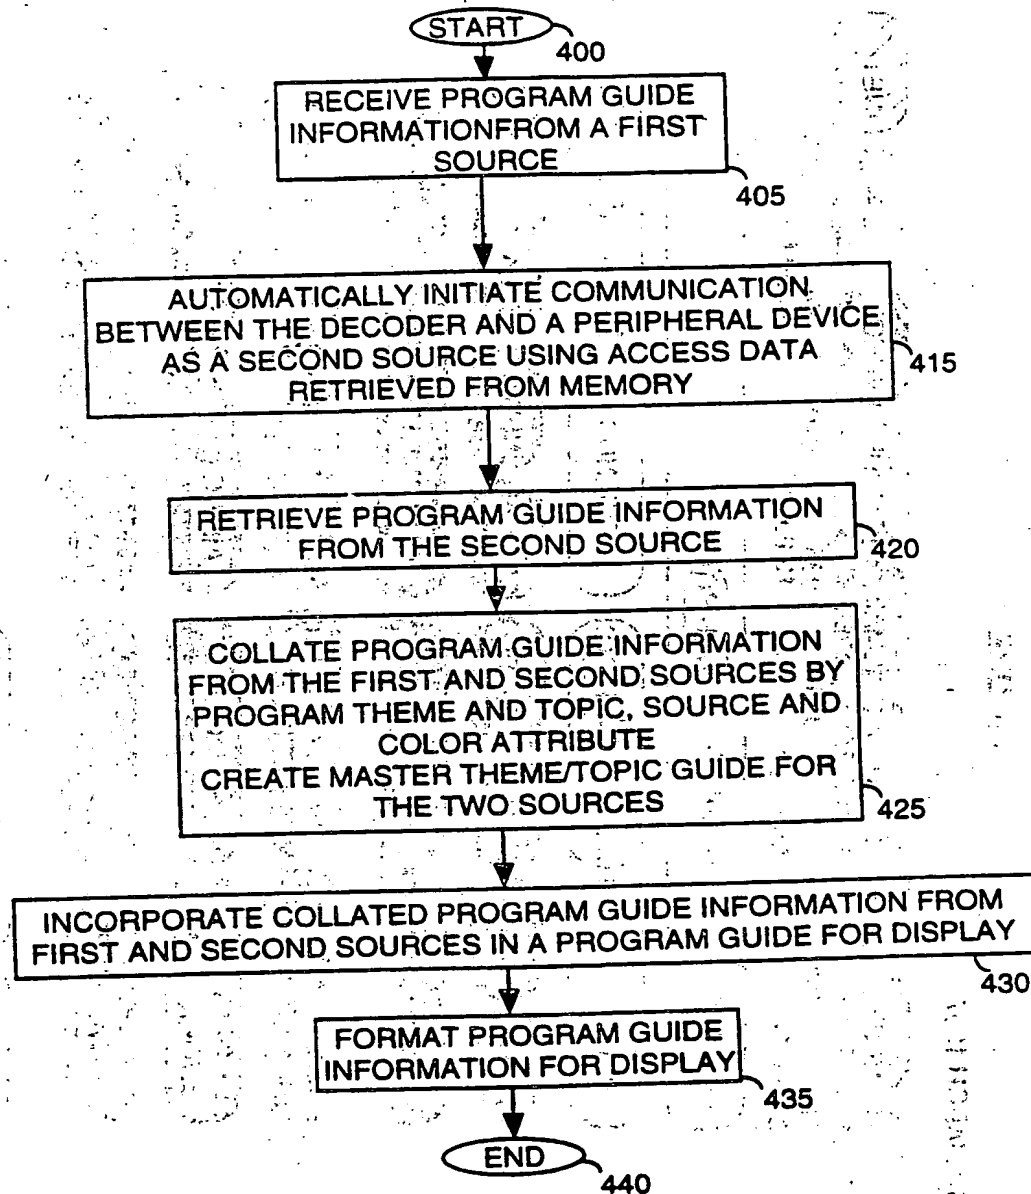 START
400
RECEIVE PROGRAM GUIDE
INFORMATIONFROM A FIRST
SOURCE
405
AUTOMATICALLY INITIATE COMMUNICATION
BETWEEN THE DECODER AND A PERIPHERAL DEVICE
AS A SECOND SOURCE USING ACCESS DATA
RETRIEVED FROM MEMORY
415
RETRIEVE PROGRAM GUIDE INFORMATION
FROM THE SECOND SOURCE
420
COLLATE PROGRAM GUIDE INFORMATION
FROM THE FIRST AND SECOND SOURCES BY
PROGRAM THEME AND TOPIC, SOURCE AND
COLOR ATTRIBUTE
CREATE MASTER THEME/TOPIC GUIDE FOR
THE TWO SOURCES
425
INCORPORATE COLLATED PROGRAM GUIDE INFORMATION FROM
FIRST AND SECOND SOURCES IN A PROGRAM GUIDE FOR DISPLAY
430
FORMAT PROGRAM GUIDE
INFORMATION FOR DISPLAY
435
END
440